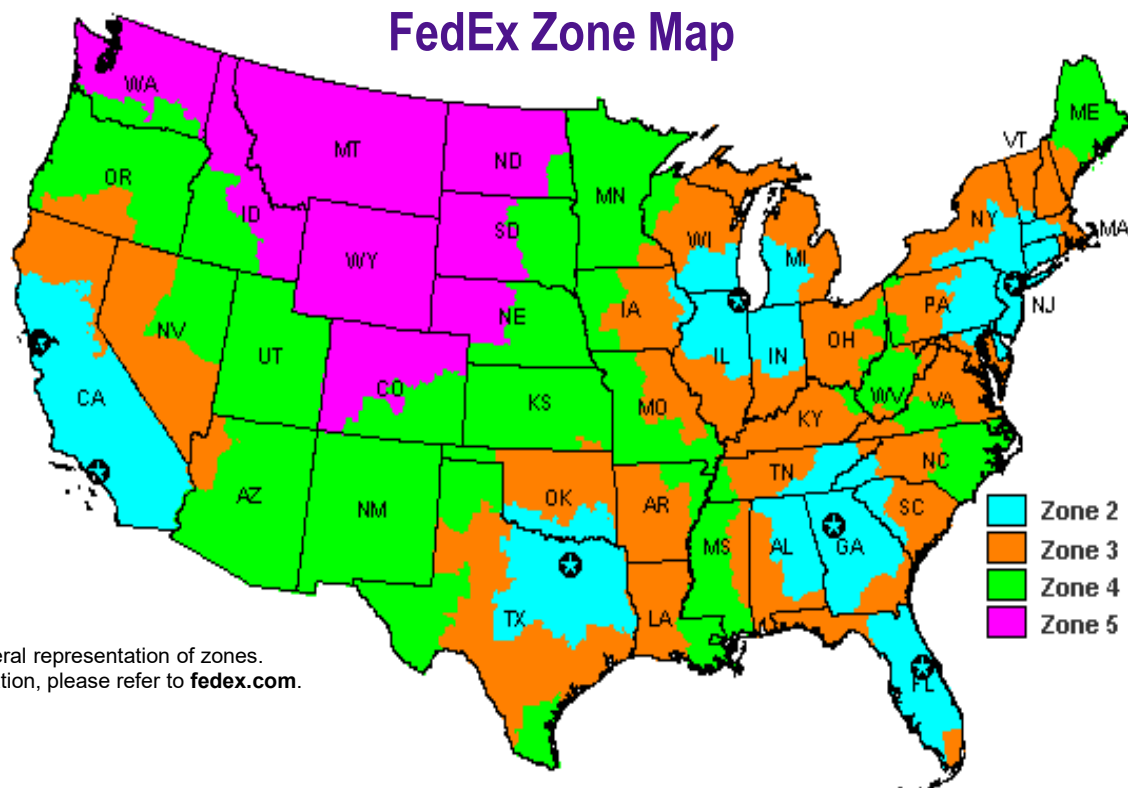 FedEx Zone Map
WA
MT
ND
MN
ME
VT
OR
ID
SD
WI
NY
MA
WY
MI
NE
IA
PA
NJ
NV
UT
CO
IL
IN
OH
CA
KS
MO
WV
VA
KY
AZ
NM
OK
AR
TN
NC
SC
MS
AL
GA
TX
LA
FL
Zone 2
Zone 3
Zone 4
Zone 5
eral representation of zones.
tion, please refer to fedex.com.